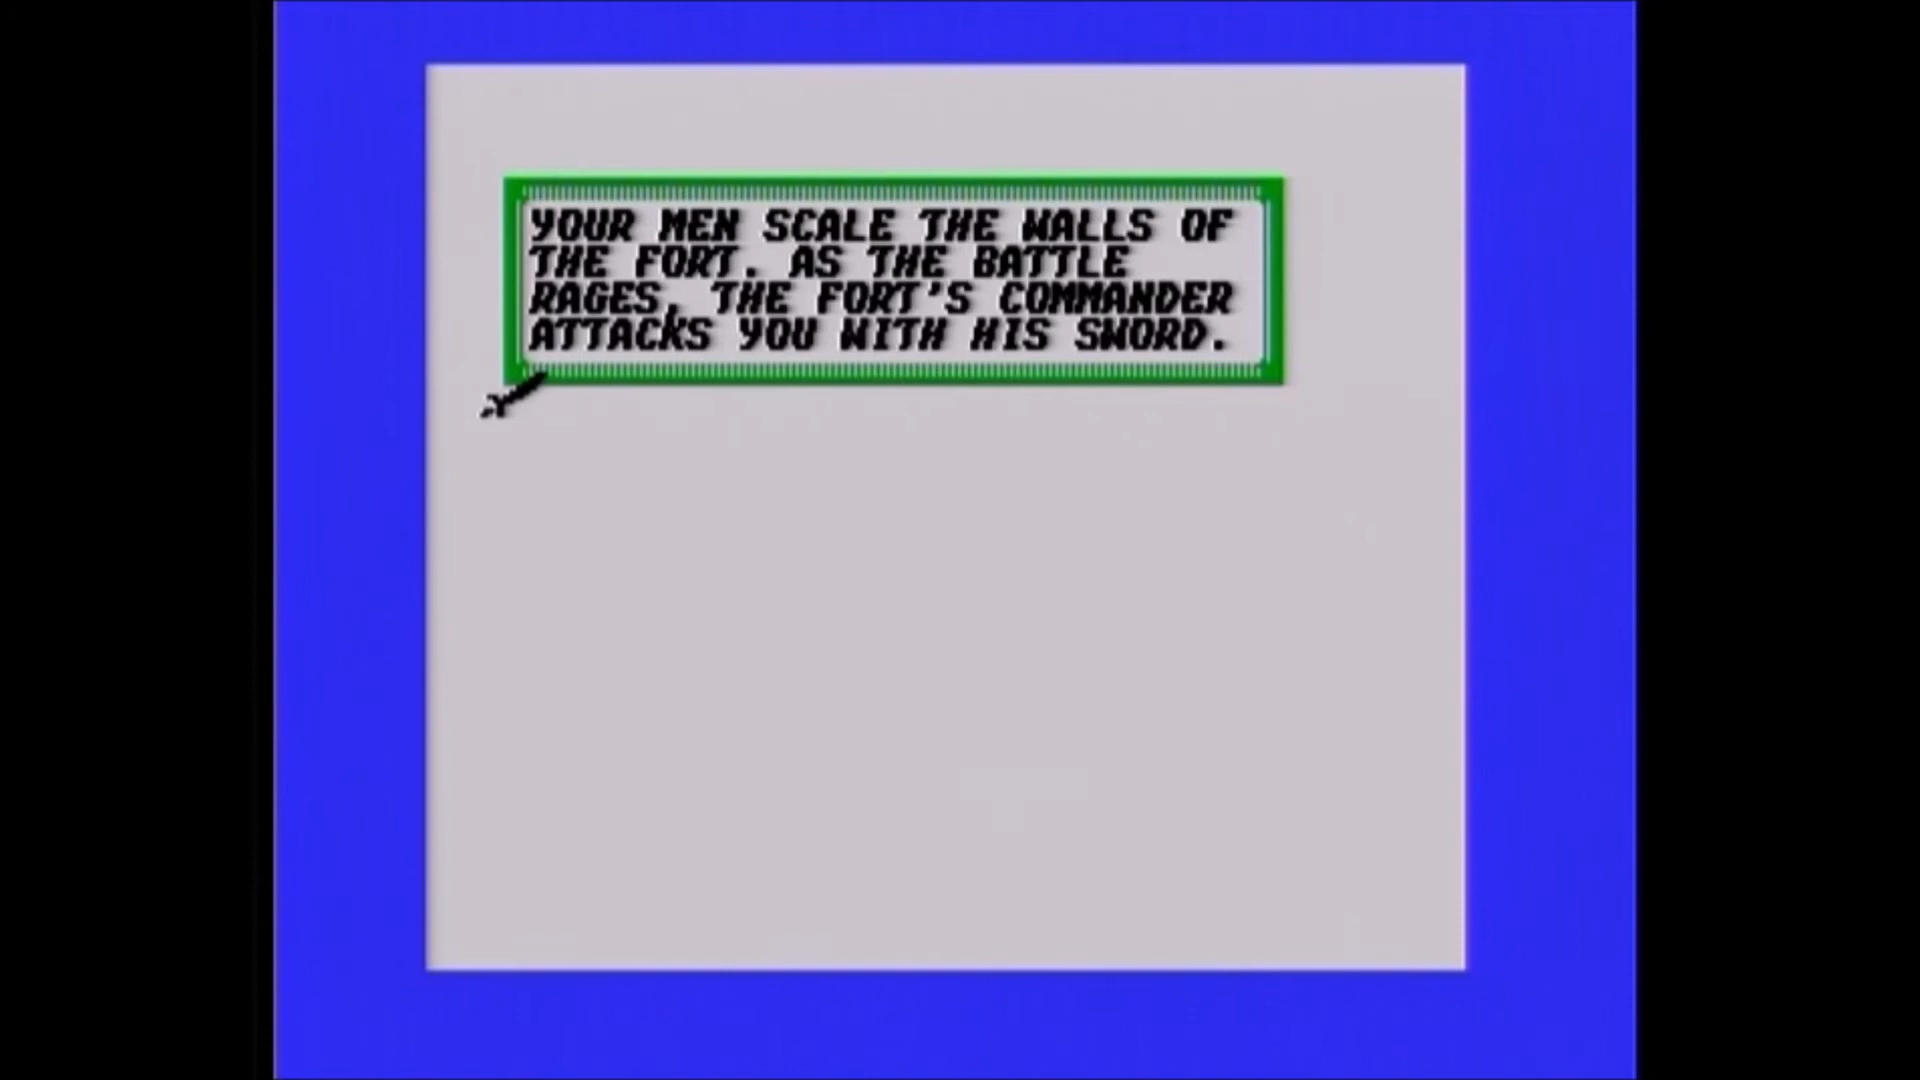 YOUR MEN SCALE THE WALLS OF
THE FORT. AS THE BATTLE
RAGES, THE FORT'S COMMANDER
ATTACKS YOU WITH HIS SWORD.